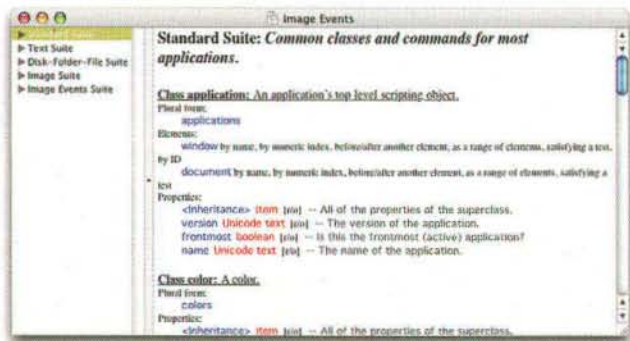 Image Events
Standard Suite
Text Suite
Disk-Folder-File Suite
Image Suite
Image Events Suite
Standard Suite: Common classes and commands for most
applications.
Class application: An application's top level scripting object.
Plural form:
applications
Elements:
window by name, by numeric index, before/after another element, as a range of elements, satisfying a test,
by ID
document by name, by numeric index, before/after another element, as a range of elements, satisfying a
test
Properties:
<Inheritance> item [r/o] -- All of the properties of the superclass.
version Unicode text [r/o] -- The version of the application.
frontmost boolean [r/o] -- Is this the frontmost (active) application?
name Unicode text [r/o] -- The name of the application.
Class color: A color.
Plural form:
colors
Properties:
<Inheritance> item [r/o] -- All of the properties of the superclass.